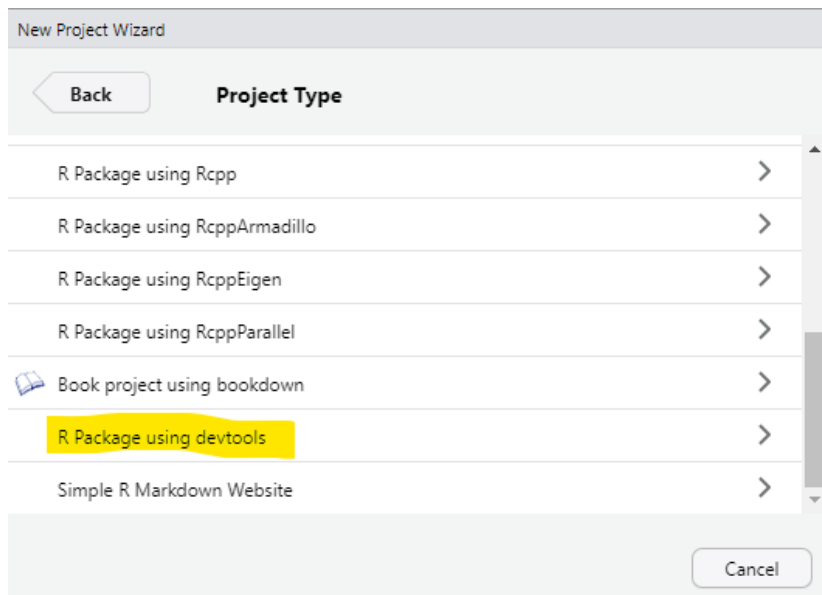 New Project Wizard
Back
Project Type
R Package using Rcpp
R Package using RcppArmadillo
R Package using RcppEigen
R Package using RcppParallel
Book project using bookdown
R Package using devtools
Simple R Markdown Website
Cancel